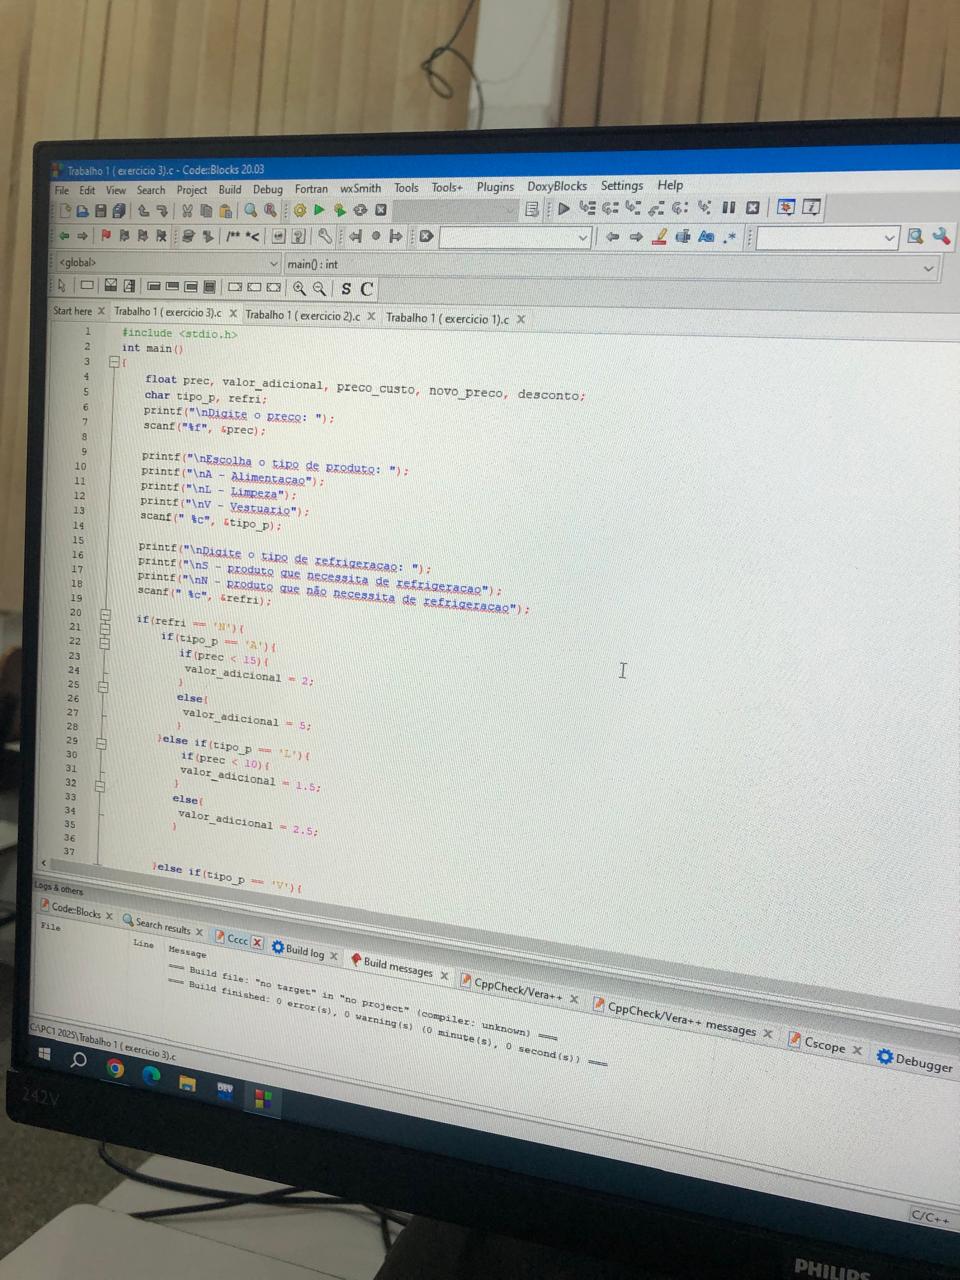 Trabalho 1 ( exercicio 3).c - Code::Blocks 20.03
File Edit View Search Project Build Debug Fortran wxSmith Tools Tools+ Plugins DoxyBlocks Settings Help
/** *<
Aa .*
<global> main() : int
S C
Start here X Trabalho 1 ( exercicio 3).c X Trabalho 1 ( exercicio 2).c X Trabalho 1 ( exercicio 1).c X
1 #include <stdio.h>
2 int main()
3 {
4 float prec, valor_adicional, preco_custo, novo_preco, desconto;
5 char tipo_p, refri;
6 printf("\nDigite o preco: ");
7 scanf("%f", &prec);
8
9 printf("\nEscolha o tipo de produto: ");
10 printf("\nA - Alimentacao");
11 printf("\nL - Limpeza");
12 printf("\nV - Vestuario");
13 scanf(" %c", &tipo_p);
14
15 printf("\nDigite o tipo de refrigeracao: ");
16 printf("\nS - produto que necessita de refrigeracao");
17 printf("\nN - produto que não necessita de refrigeracao");
18 scanf(" %c", &refri);
19
20 if(refri == 'N'){
21 if(tipo_p == 'A'){
22 if(prec < 15){
23 valor_adicional = 2;
24 }
25 else{
26 valor_adicional = 5;
27 }
28 }else if(tipo_p == 'L'){
29 if(prec < 10){
30 valor_adicional = 1.5;
31 }
32 else{
33 valor_adicional = 2.5;
34 }
35
36
37 }else if(tipo_p == 'V'){
Logs & others
Code::Blocks X Search results X Cccc X Build log X Build messages X CppCheck/Vera++ X CppCheck/Vera++ messages X Cscope X Debugger
File Line Message
=== Build file: "no target" in "no project" (compiler: unknown) ===
=== Build finished: 0 error(s), 0 warning(s) (0 minute(s), 0 second(s)) ===
C:\PC1 2025\Trabalho 1 ( exercicio 3).c
C/C++
DEV
242V
PHILIPS